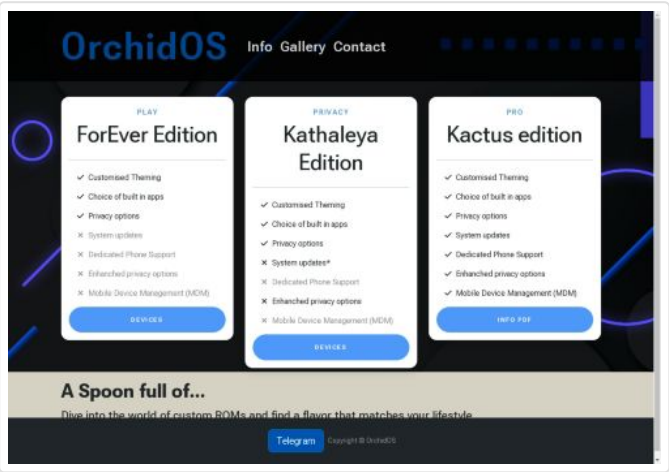 OrchidOS Info Gallery Contact
PLAY
ForEver Edition
Customised Theming
Choice of built in apps
Privacy options
System updates
Dedicated Phone Support
Enhanched privacy options
Mobile Device Management (MDM)
DEVICES
PRIVACY
Kathaleya
Edition
Customised Theming
Choice of built in apps
Privacy options
System updates*
Dedicated Phone Support
Enhanched privacy options
Mobile Device Management (MDM)
DEVICES
PRO
Kactus edition
Customised Theming
Choice of built in apps
Privacy options
System updates
Dedicated Phone Support
Enhanched privacy options
Mobile Device Management (MDM)
INFO PDF
A Spoon full of...
Dive into the world of custom ROMs and find a flavor that matches your lifestyle
Telegram Copyright © OrchidOS